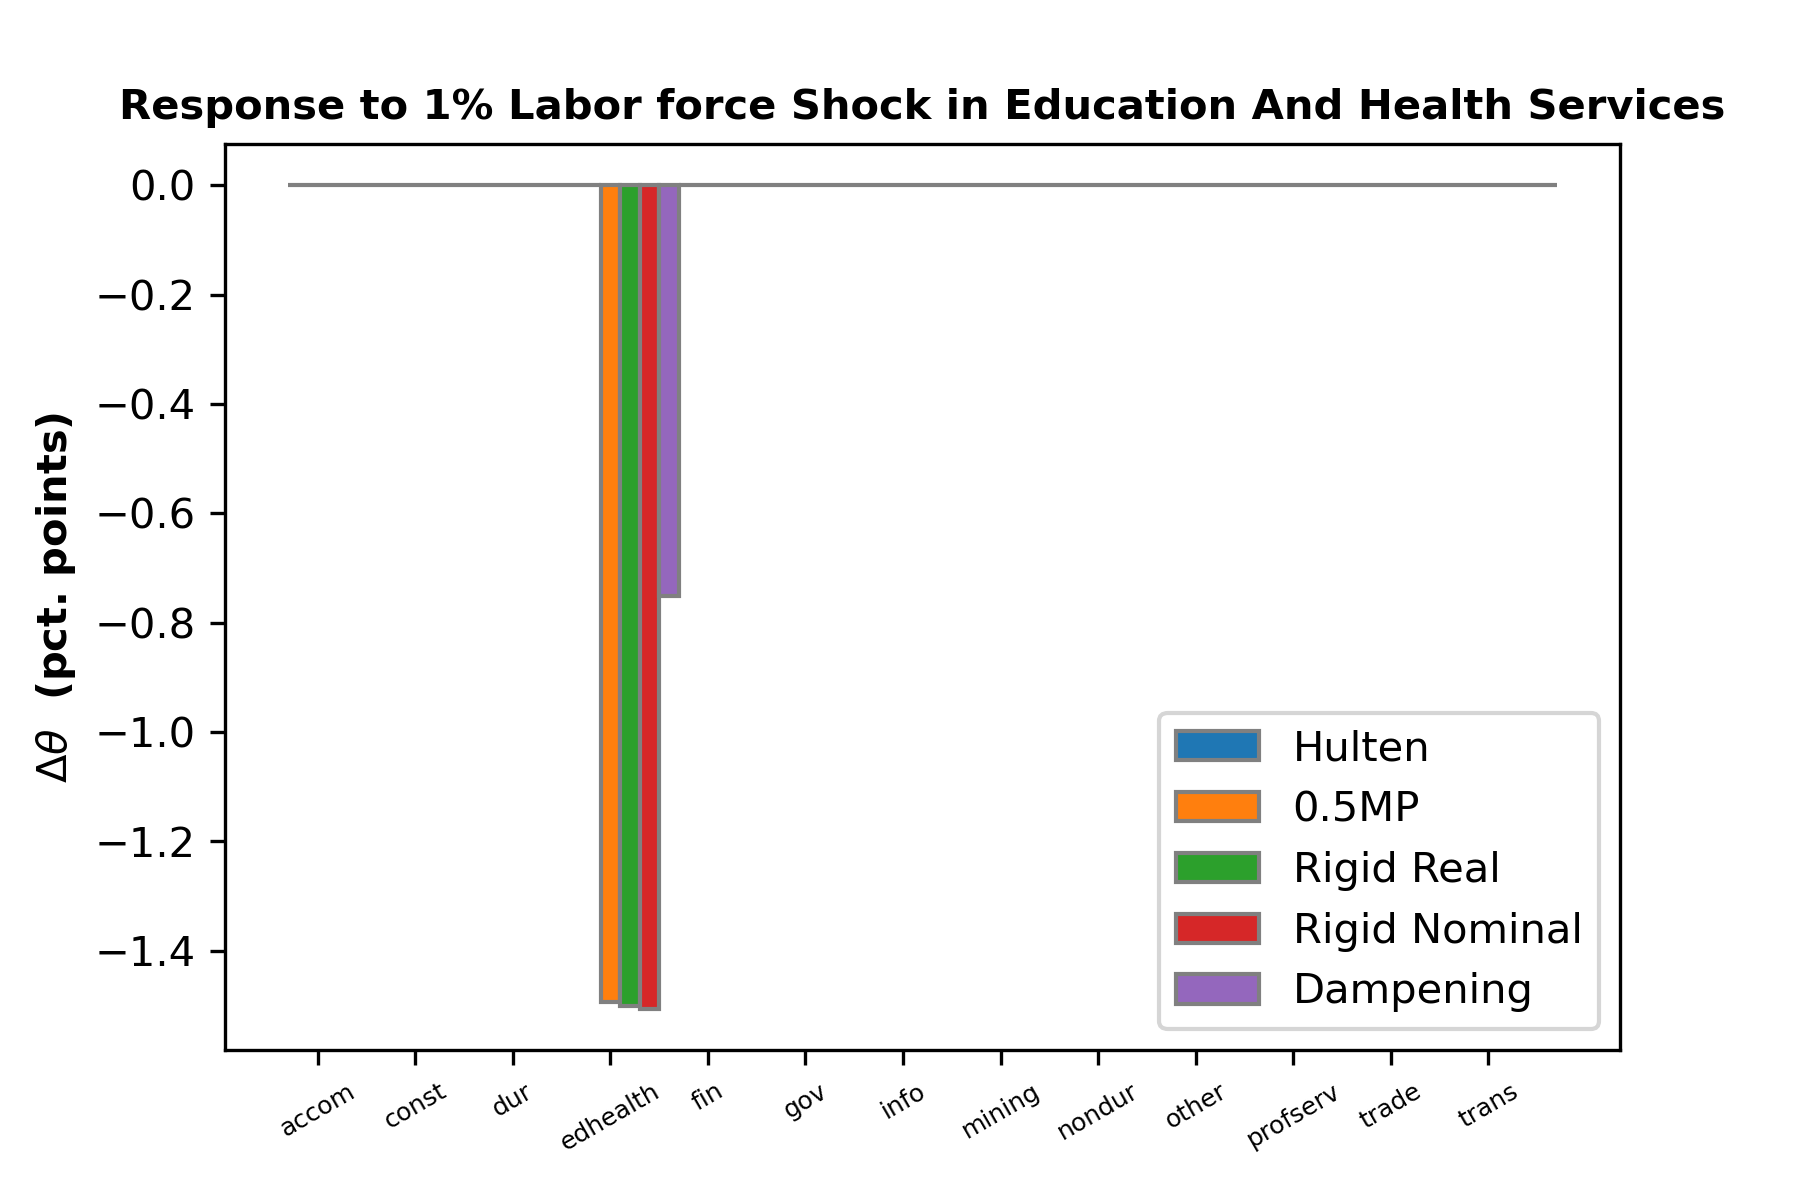 Response to 1% Labor force Shock in Education And Health Services
Δθ (pct. points)
0.0
−0.2
−0.4
−0.6
−0.8
−1.0
−1.2
−1.4
accom
const
dur
edhealth
fin
gov
info
mining
nondur
other
profserv
trade
trans
Hulten
0.5MP
Rigid Real
Rigid Nominal
Dampening